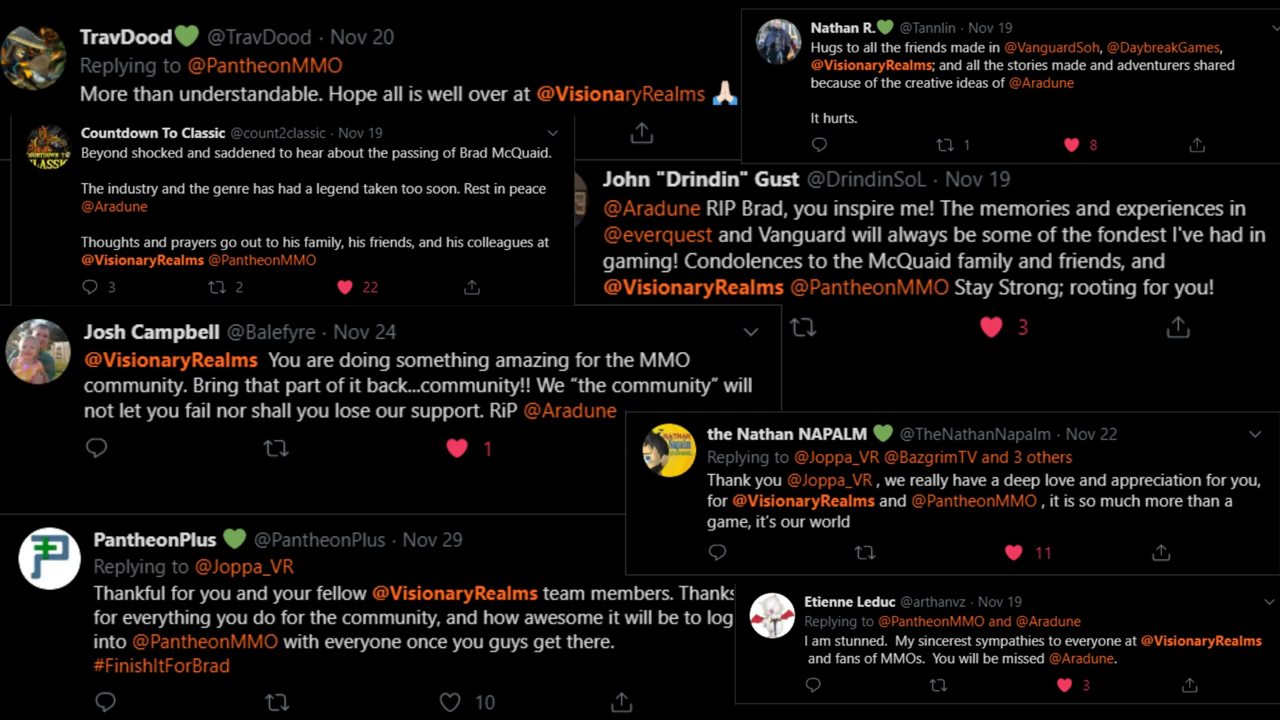 TravDood💚 @TravDood · Nov 20
Replying to @PantheonMMO
More than understandable. Hope all is well over at @VisionaryRealms 🙏🏻
Nathan R.💚 @Tannlin · Nov 19
Hugs to all the friends made in @VanguardSoh, @DaybreakGames,
@VisionaryRealms; and all the stories made and adventurers shared
because of the creative ideas of @Aradune
It hurts.
1 8
Countdown To Classic @count2classic · Nov 19
Beyond shocked and saddened to hear about the passing of Brad McQuaid.
The industry and the genre has had a legend taken too soon. Rest in peace
@Aradune
Thoughts and prayers go out to his family, his friends, and his colleagues at
@VisionaryRealms @PantheonMMO
3 2 22
John "Drindin" Gust @DrindinSoL · Nov 19
@Aradune RIP Brad, you inspire me! The memories and experiences in
@everquest and Vanguard will always be some of the fondest I've had in
gaming! Condolences to the McQuaid family and friends, and
@VisionaryRealms @PantheonMMO Stay Strong; rooting for you!
3
Josh Campbell @Balefyre · Nov 24
@VisionaryRealms You are doing something amazing for the MMO
community. Bring that part of it back...community!! We “the community” will
not let you fail nor shall you lose our support. RiP @Aradune
1
the Nathan NAPALM 💚 @TheNathanNapalm · Nov 22
Replying to @Joppa_VR @BazgrimTV and 3 others
Thank you @Joppa_VR , we really have a deep love and appreciation for you,
for @VisionaryRealms and @PantheonMMO , it is so much more than a
game, it’s our world
11
PantheonPlus 💚 @PantheonPlus · Nov 29
Replying to @Joppa_VR
Thankful for you and your fellow @VisionaryRealms team members. Thanks
for everything you do for the community, and how awesome it will be to log
into @PantheonMMO with everyone once you guys get there.
#FinishItForBrad
10
Etienne Leduc @arthanvz · Nov 19
Replying to @PantheonMMO and @Aradune
I am stunned. My sincerest sympathies to everyone at @VisionaryRealms
and fans of MMOs. You will be missed @Aradune.
3